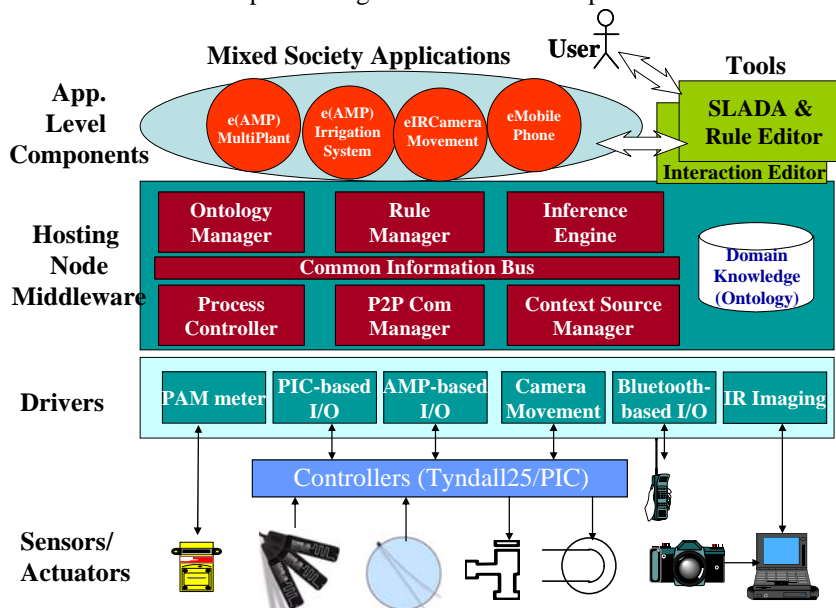 Mixed Society Applications
User
Tools
App.
Level
Components
e(AMP)
MultiPlant
e(AMP)
Irrigation
System
eIRCamera
Movement
eMobile
Phone
SLADA &
Rule Editor
Interaction Editor
Hosting
Node
Middleware
Ontology
Manager
Rule
Manager
Inference
Engine
Common Information Bus
Process
Controller
P2P Com
Manager
Context Source
Manager
Domain
Knowledge
(Ontology)
Drivers
PAM meter
PIC-based
I/O
AMP-based
I/O
Camera
Movement
Bluetooth-
based I/O
IR Imaging
Controllers (Tyndall25/PIC)
Sensors/
Actuators